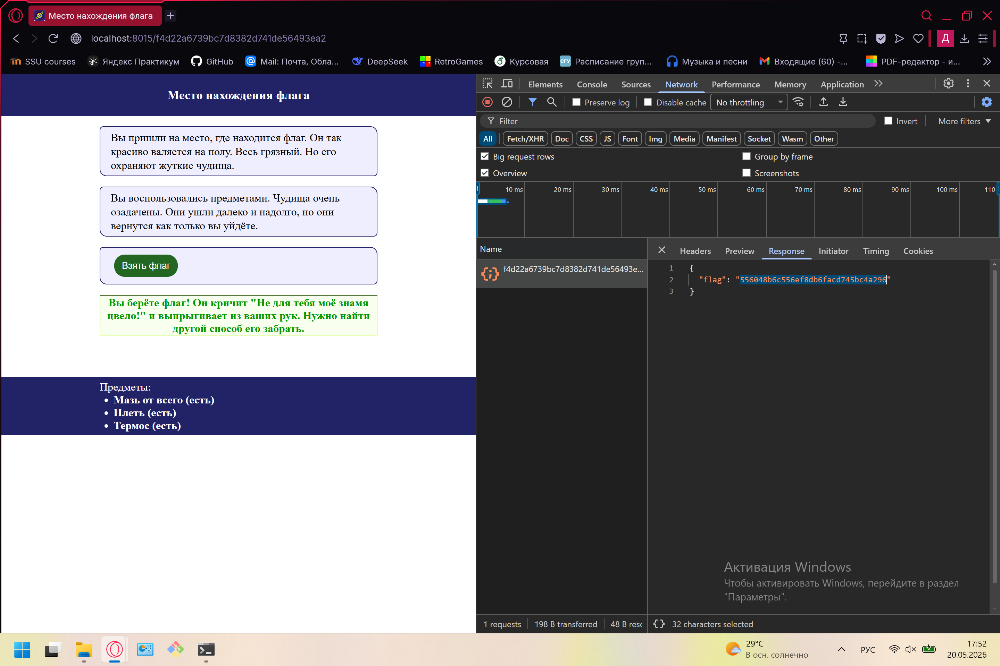 Место нахождения флага
localhost:8015/f4d22a6739bc7d8382d741de56493ea2
Д
SSU courses
Яндекс Практикум
GitHub
Mail: Почта, Обла...
DeepSeek
RetroGames
Курсовая
СГУ
Расписание груп...
Музыка и песни
Входящие (60) -...
PDF-редактор - и...
Место нахождения флага
Вы пришли на место, где находится флаг. Он так
красиво валяется на полу. Весь грязный. Но его
охраняют жуткие чудища.
Вы воспользовались предметами. Чудища очень
озадачены. Они ушли далеко и надолго, но они
вернутся как только вы уйдёте.
Взять флаг
Вы берёте флаг! Он кричит "Не для тебя моё знамя
цвело!" и выпрыгивает из ваших рук. Нужно найти
другой способ его забрать.
Предметы:
• Мазь от всего (есть)
• Плеть (есть)
• Термос (есть)
Elements Console Sources Network Performance Memory Application
Preserve log Disable cache No throttling
Filter Invert More filters
All Fetch/XHR Doc CSS JS Font Img Media Manifest Socket Wasm Other
Big request rows Group by frame
Overview Screenshots
10 ms 20 ms 30 ms 40 ms 50 ms 60 ms 70 ms 80 ms 90 ms 100 ms 110
Name
f4d22a6739bc7d8382d741de56493e...
Headers Preview Response Initiator Timing Cookies
1 {
2 "flag": "556048b6c556ef8db6facd745bc4a296"
3 }
Активация Windows
Чтобы активировать Windows, перейдите в раздел
"Параметры".
1 requests 198 B transferred 48 B resc
{} 32 characters selected
29°C
В осн. солнечно
РУС
17:52
20.05.2026